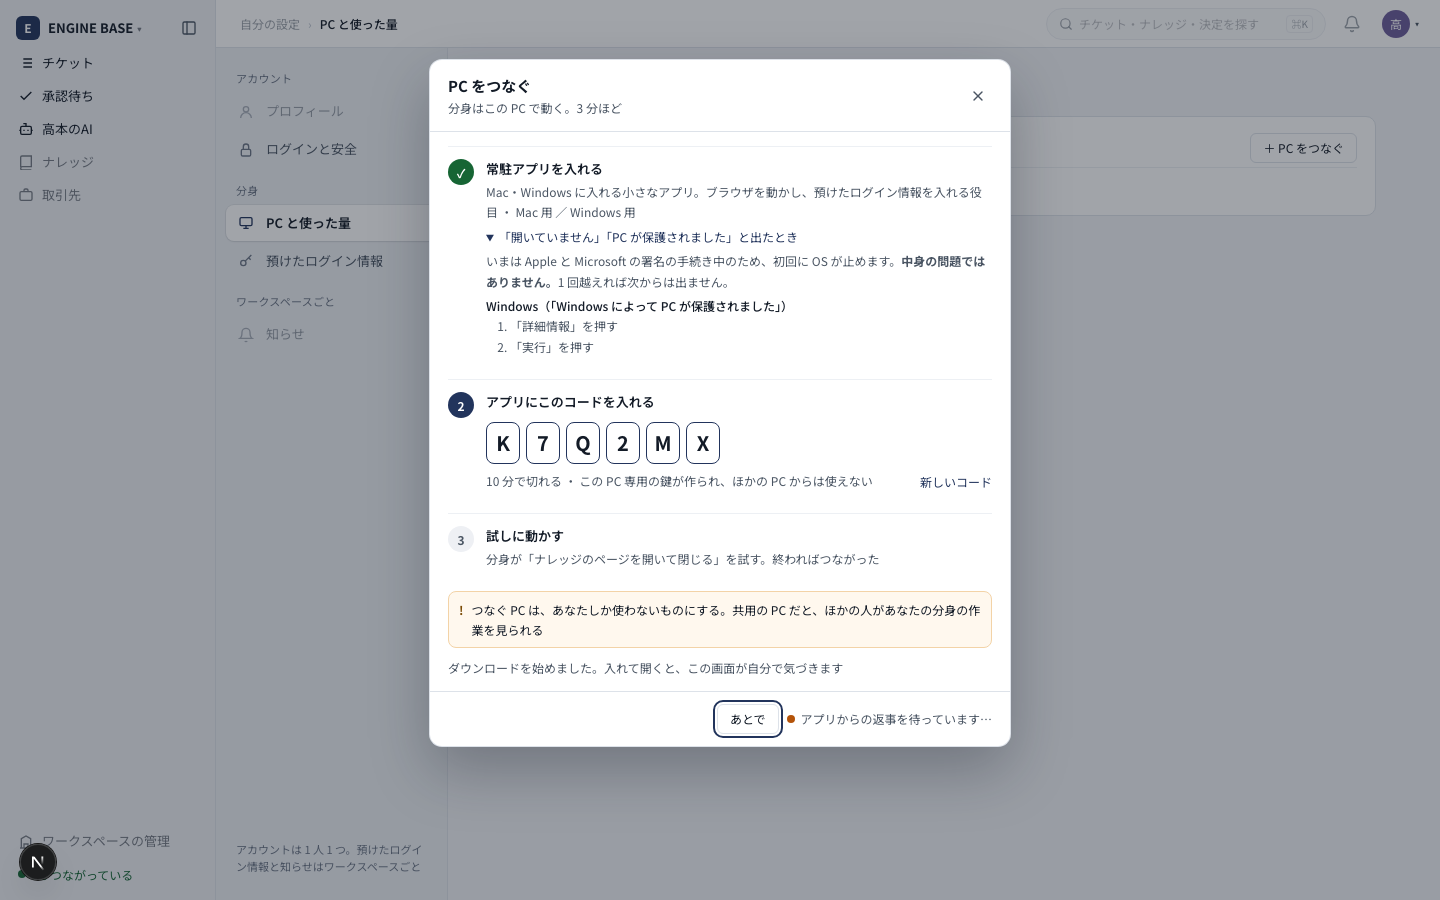 E ENGINE BASE
チケット
承認待ち
高本のAI
ナレッジ
取引先
ワークスペースの管理
つながっている
N
自分の設定 › PC と使った量
チケット・ナレッジ・決定を探す ⌘K
高
アカウント
プロフィール
ログインと安全
分身
PC と使った量
預けたログイン情報
ワークスペースごと
知らせ
アカウントは 1 人 1 つ。預けたログイ
ン情報と知らせはワークスペースごと
＋ PC をつなぐ
PC をつなぐ
分身はこの PC で動く。3 分ほど
×
✓ 常駐アプリを入れる
Mac・Windows に入れる小さなアプリ。ブラウザを動かし、預けたログイン情報を入れる役
目 ・ Mac 用 ／ Windows 用
▼ 「開いていません」「PC が保護されました」と出たとき
いまは Apple と Microsoft の署名の手続き中のため、初回に OS が止めます。中身の問題では
ありません。1 回越えれば次からは出ません。
Windows（「Windows によって PC が保護されました」）
1. 「詳細情報」を押す
2. 「実行」を押す
2 アプリにこのコードを入れる
K 7 Q 2 M X
10 分で切れる ・ この PC 専用の鍵が作られ、ほかの PC からは使えない 新しいコード
3 試しに動かす
分身が「ナレッジのページを開いて閉じる」を試す。終わればつながった
! つなぐ PC は、あなたしか使わないものにする。共用の PC だと、ほかの人があなたの分身の作
業を見られる
ダウンロードを始めました。入れて開くと、この画面が自分で気づきます
あとで アプリからの返事を待っています…